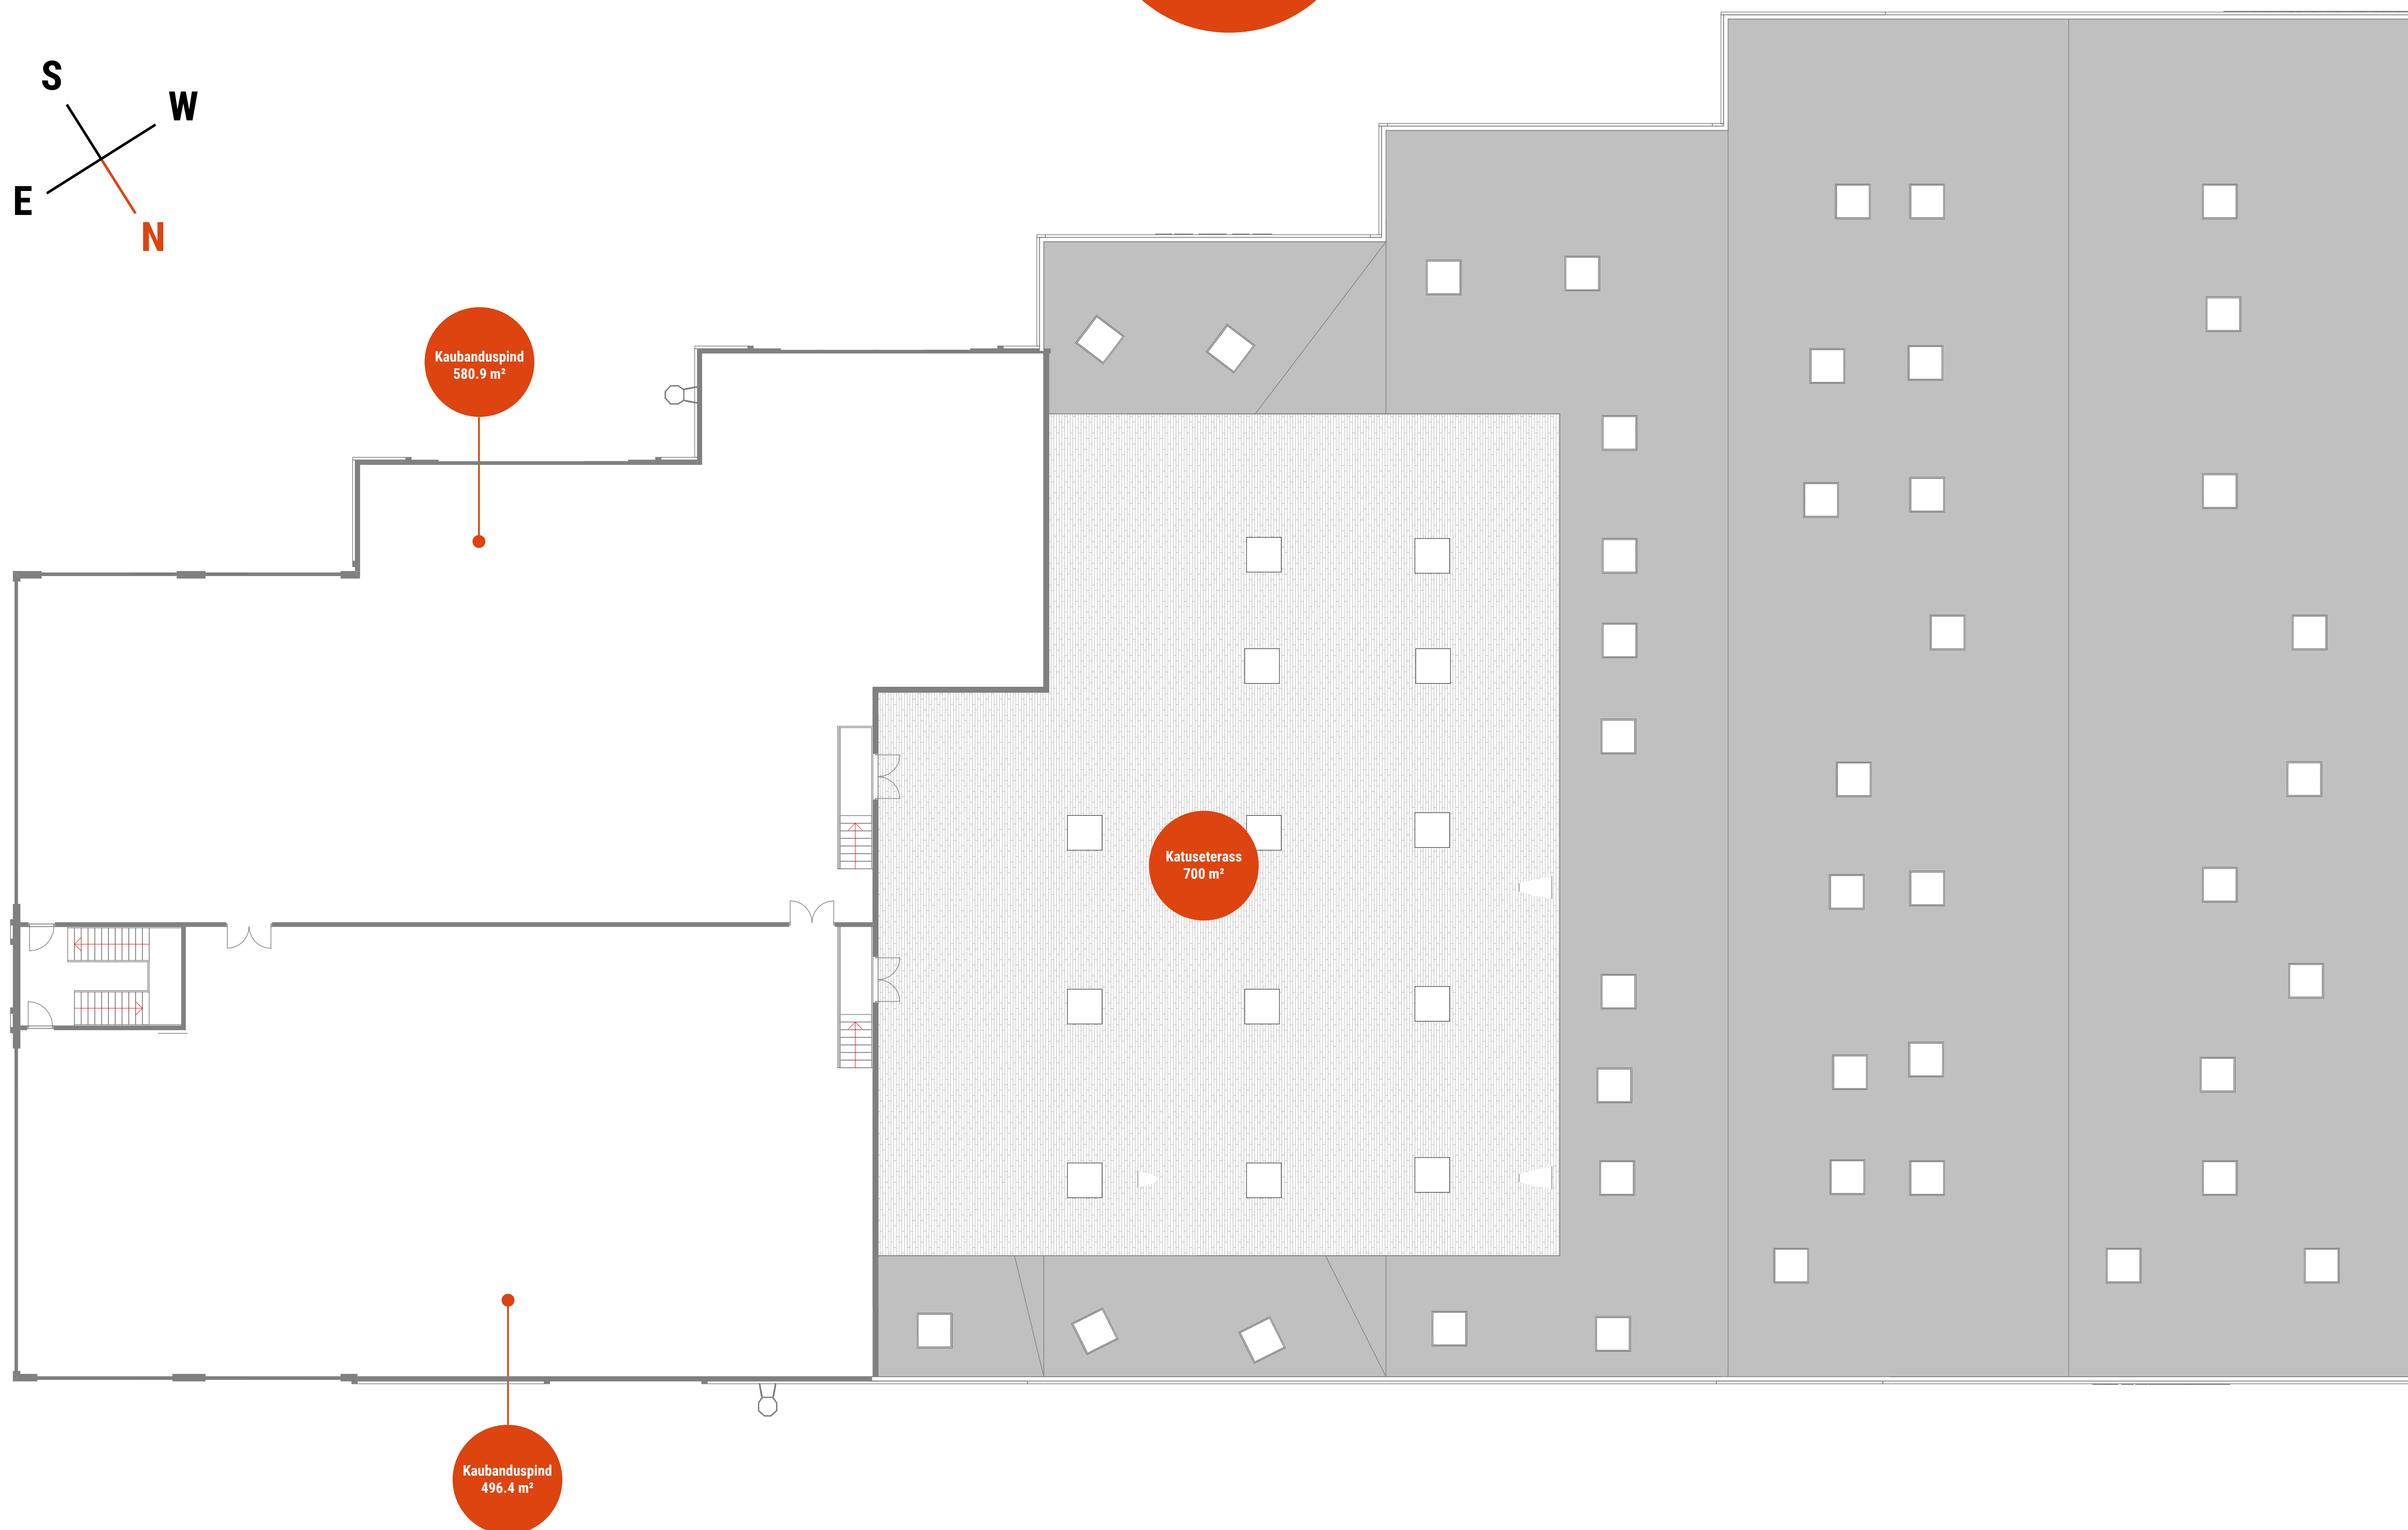 S
W
E
N
Kaubanduspind
580.9 m²
Katuseterass
700 m²
Kaubanduspind
496.4 m²